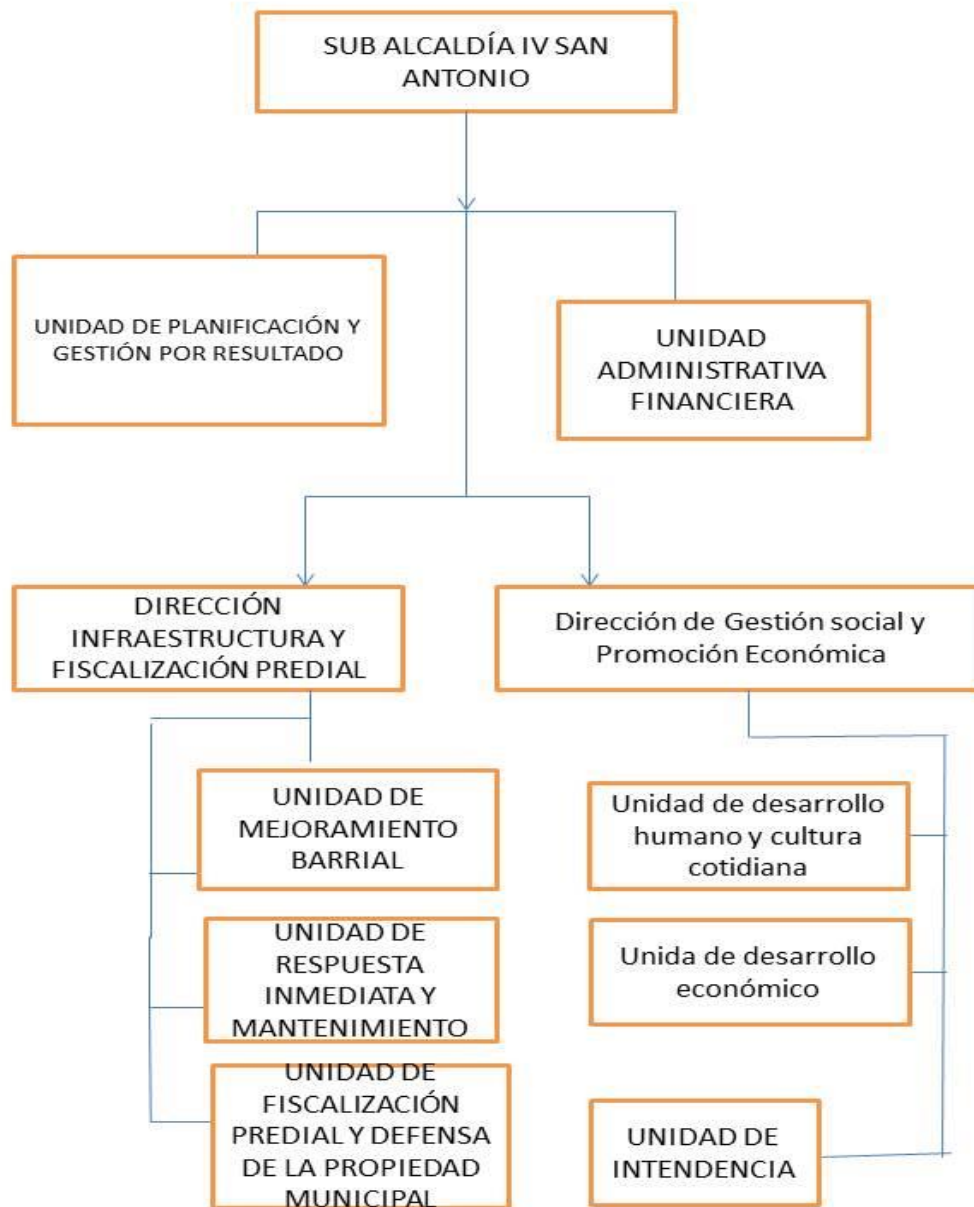 SUB ALCALDÍA IV SAN
ANTONIO
UNIDAD DE PLANIFICACIÓN Y
GESTIÓN POR RESULTADO
UNIDAD
ADMINISTRATIVA
FINANCIERA
DIRECCIÓN
INFRAESTRUCTURA Y
FISCALIZACIÓN PREDIAL
Dirección de Gestión social y
Promoción Económica
UNIDAD DE
MEJORAMIENTO
BARRIAL
Unidad de desarrollo
humano y cultura
cotidiana
UNIDAD DE
RESPUESTA
INMEDIATA Y
MANTENIMIENTO
Unida de desarrollo
económico
UNIDAD DE
FISCALIZACIÓN
PREDIAL Y DEFENSA
DE LA PROPIEDAD
MUNICIPAL
UNIDAD DE
INTENDENCIA